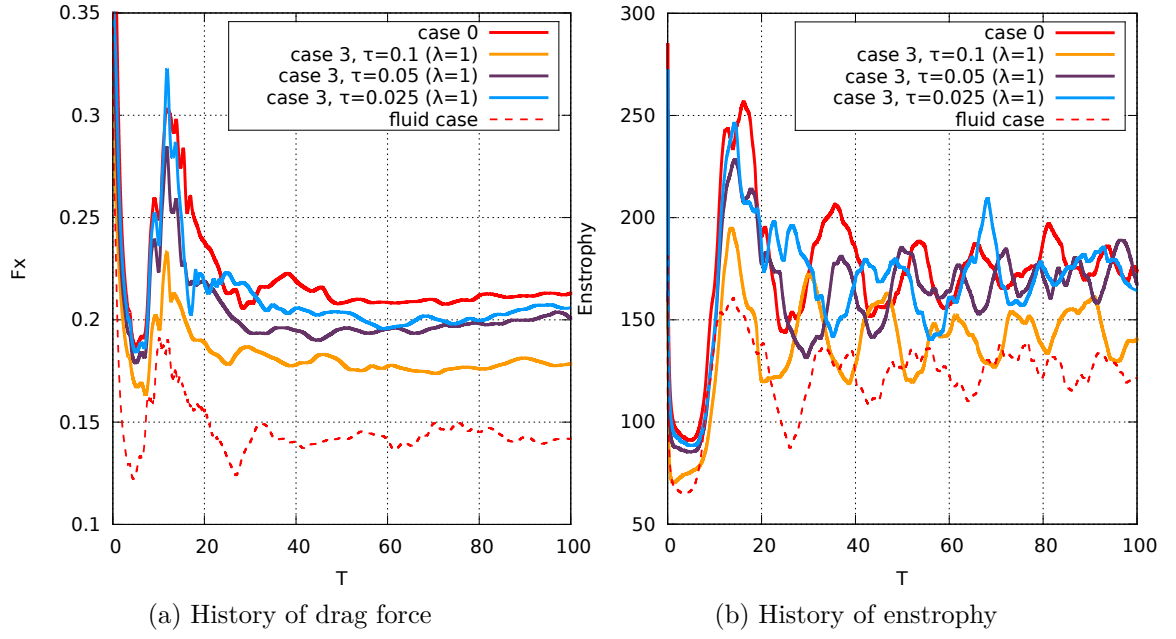 0.35
0.3
0.25
0.2
0.15
0.1
Fx
0 20 40 60 80 100
T
case 0
case 3, τ=0.1 (λ=1)
case 3, τ=0.05 (λ=1)
case 3, τ=0.025 (λ=1)
fluid case
(a) History of drag force
300
250
200
150
100
50
Enstrophy
0 20 40 60 80 100
T
case 0
case 3, τ=0.1 (λ=1)
case 3, τ=0.05 (λ=1)
case 3, τ=0.025 (λ=1)
fluid case
(b) History of enstrophy